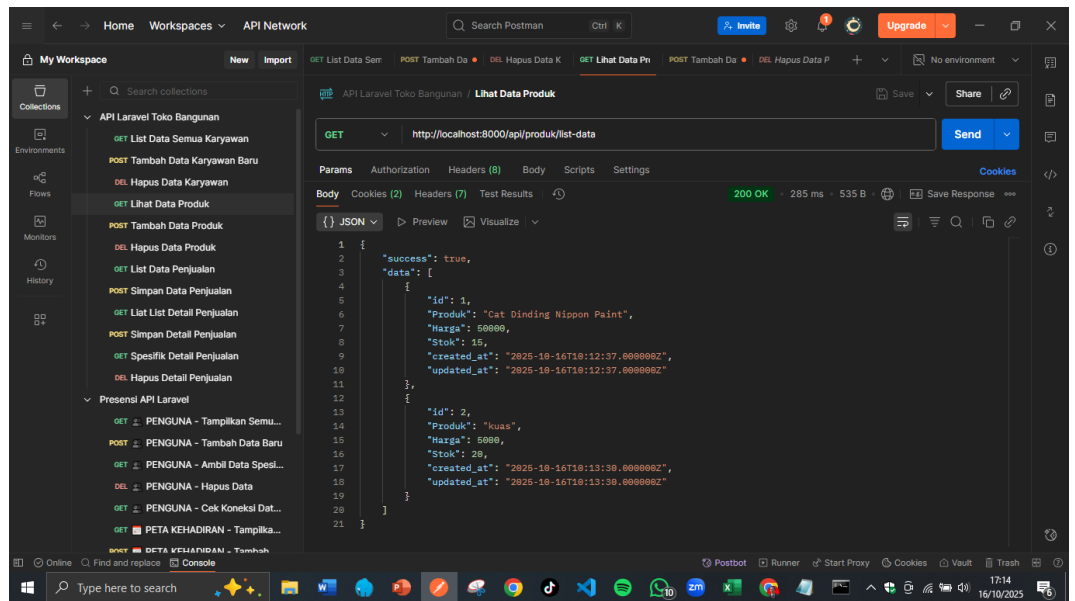 Home Workspaces API Network Search Postman Ctrl K Invite Upgrade
My Workspace New Import
GET List Data Sem POST Tambah Da DEL Hapus Data K GET Lihat Data Pro POST Tambah Da DEL Hapus Data P No environment
Collections
Environments
Flows
Monitors
History
Search collections
API Laravel Toko Bangunan
GET List Data Semua Karyawan
POST Tambah Data Karyawan Baru
DEL Hapus Data Karyawan
GET Lihat Data Produk
POST Tambah Data Produk
DEL Hapus Data Produk
GET List Data Penjualan
POST Simpan Data Penjualan
GET Liat List Detail Penjualan
POST Simpan Detail Penjualan
GET Spesifik Detail Penjualan
DEL Hapus Detail Penjualan
Presensi API Laravel
GET PENGUNA - Tampilkan Semu...
POST PENGUNA - Tambah Data Baru
GET PENGUNA - Ambil Data Spesi...
DEL PENGUNA - Hapus Data
GET PENGUNA - Cek Koneksi Dat...
GET PETA KEHADIRAN - Tampilka...
POST PETA KEHADIRAN - Tambah
HTTP API Laravel Toko Bangunan / Lihat Data Produk Save Share
GET http://localhost:8000/api/produk/list-data Send
Params Authorization Headers (8) Body Scripts Settings Cookies
Body Cookies (2) Headers (7) Test Results 200 OK 285 ms 535 B Save Response
{} JSON Preview Visualize
1 {
2 "success": true,
3 "data": [
4 {
5 "id": 1,
6 "Produk": "Cat Dinding Nippon Paint",
7 "Harga": 50000,
8 "Stok": 15,
9 "created_at": "2025-10-16T10:12:37.000000Z",
10 "updated_at": "2025-10-16T10:12:37.000000Z"
11 },
12 {
13 "id": 2,
14 "Produk": "kuas",
15 "Harga": 5000,
16 "Stok": 20,
17 "created_at": "2025-10-16T10:13:30.000000Z",
18 "updated_at": "2025-10-16T10:13:30.000000Z"
19 }
20 ]
21 }
Online Find and replace Console Postbot Runner Start Proxy Cookies Vault Trash
Type here to search 17:14
16/10/2025